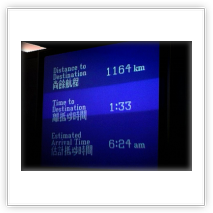 Distance to
Destination
1164 km
Time to
Destination
1:33
Estimated
Arrival Time
6:24 am